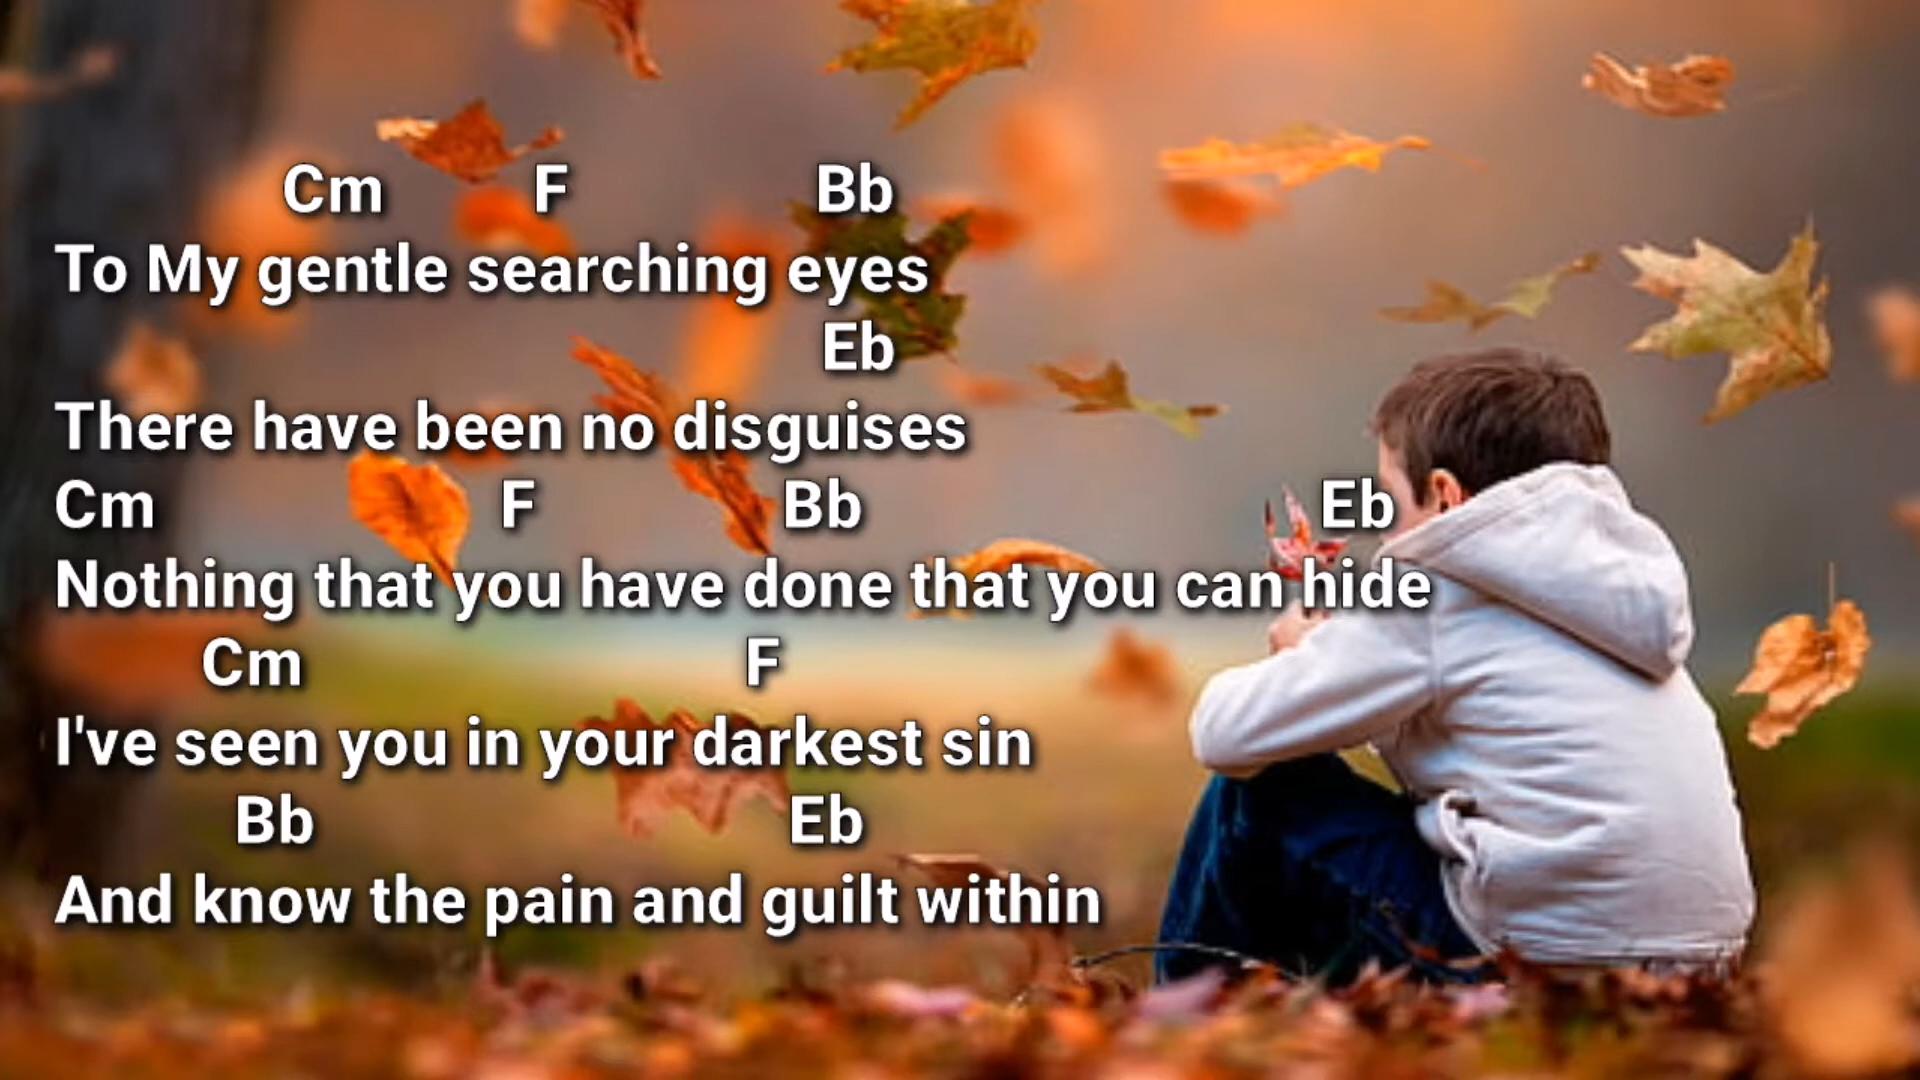 Cm F Bb
To My gentle searching eyes
Eb
There have been no disguises
Cm F Bb Eb
Nothing that you have done that you can hide
Cm F
I've seen you in your darkest sin
Bb Eb
And know the pain and guilt within